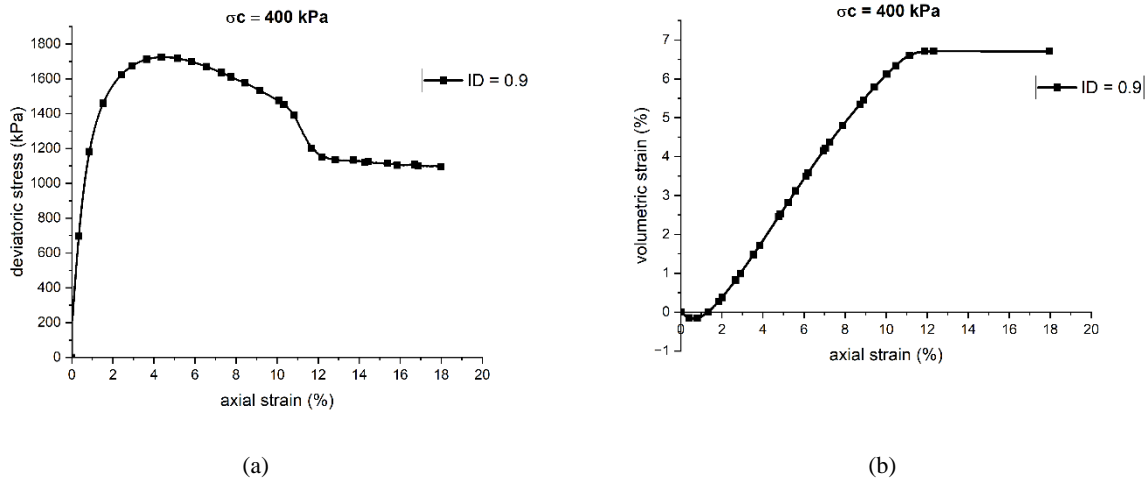 σc = 400 kPa
deviatoric stress (kPa)
1800
1600
1400
1200
1000
800
600
400
200
0
0 2 4 6 8 10 12 14 16 18 20
axial strain (%)
ID = 0.9
(a)
σc = 400 kPa
volumetric strain (%)
7
6
5
4
3
2
1
0
−1
0 2 4 6 8 10 12 14 16 18 20
axial strain (%)
ID = 0.9
(b)